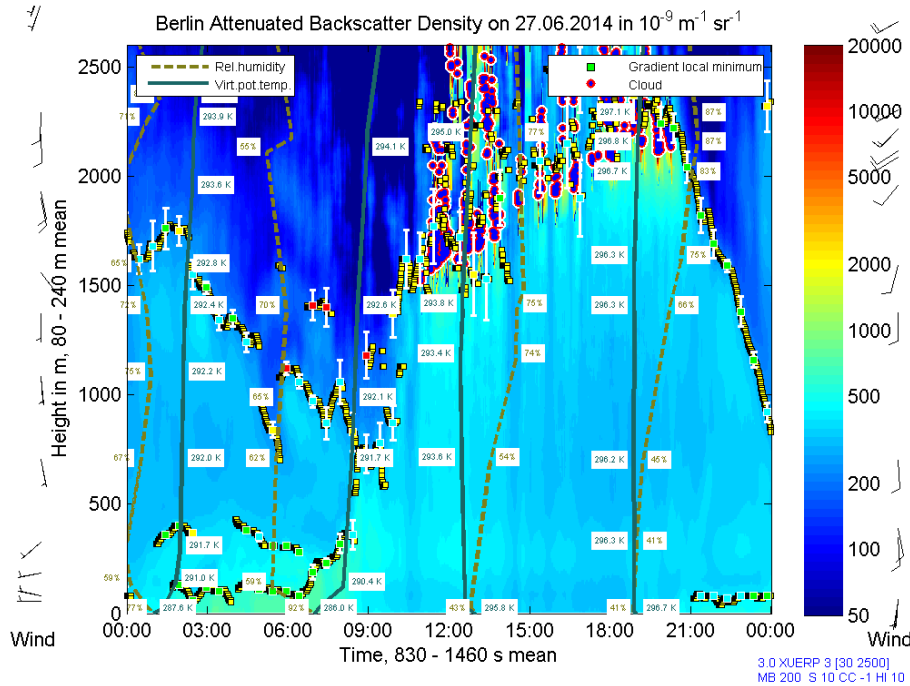 Berlin Attenuated Backscatter Density on 27.06.2014 in 10⁻⁹ m⁻¹ sr⁻¹
Rel.humidity
Virt.pot.temp.
Gradient local minimum
Cloud
2500
2000
1500
1000
500
0
Height in m, 80 - 240 m mean
20000
10000
5000
2000
1000
500
200
100
50
71%
293.9 K
55%
294.1 K
295.0 K
77%
297.1 K
87%
296.8 K
87%
293.6 K
296.7 K
83%
65%
292.8 K
296.3 K
75%
72%
292.4 K
70%
292.6 K
293.8 K
75%
296.3 K
66%
75%
292.2 K
293.4 K
74%
65%
292.1 K
67%
292.0 K
62%
291.7 K
293.6 K
54%
296.2 K
45%
291.7 K
296.3 K
41%
59%
291.0 K
59%
290.4 K
77%
287.6 K
92%
286.0 K
43%
295.8 K
41%
296.7 K
00:00 03:00 06:00 09:00 12:00 15:00 18:00 21:00 00:00
Wind
Time, 830 - 1460 s mean
Wind
3.0 XUERP 3 [30 2500]
MB 200 S 10 CC -1 HI 10